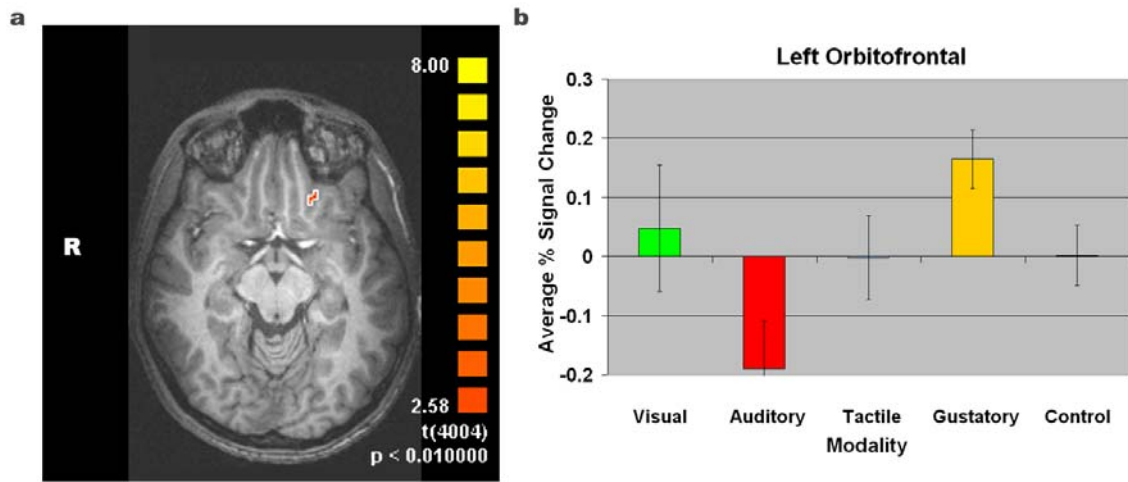 a
8.00
R
2.58
t(4004)
p < 0.010000
b
Left Orbitofrontal
Average % Signal Change
0.3
0.2
0.1
0
-0.1
-0.2
Visual Auditory Tactile Gustatory Control
Modality